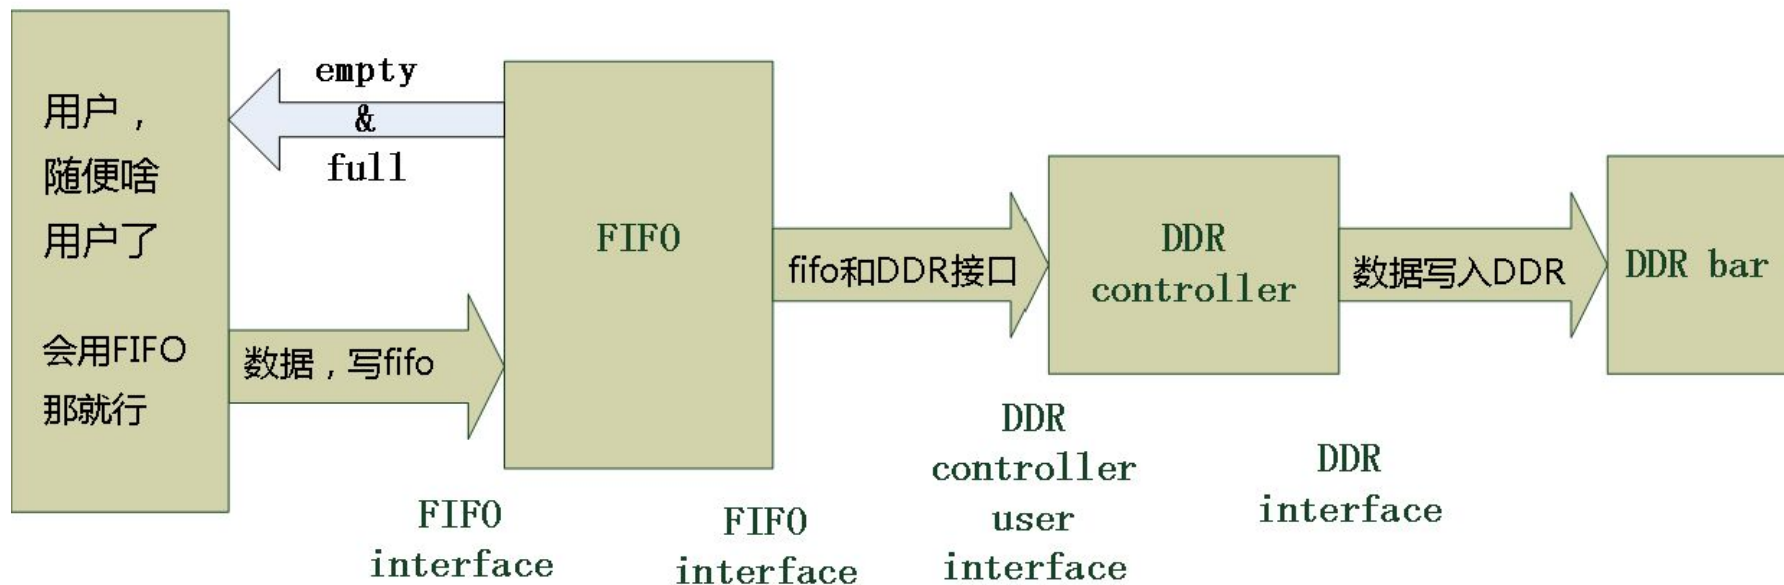 用户，
随便啥
用户了
会用FIFO
那就行
empty
&
full
数据，写fifo
FIFO
fifo和DDR接口
DDR
controller
数据写入DDR
DDR bar
FIFO
interface
FIFO
interface
DDR
controller
user
interface
DDR
interface